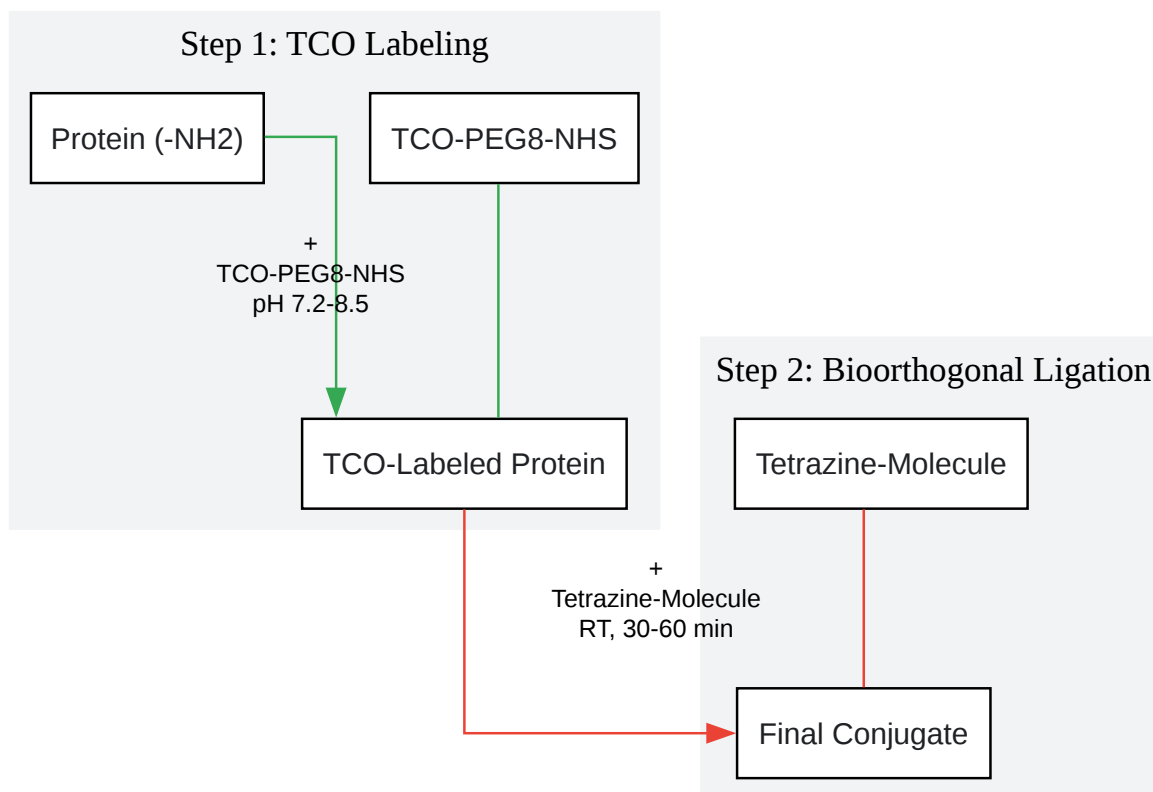 Step 1: TCO Labeling
Protein (-NH2)
TCO-PEG8-NHS
+
TCO-PEG8-NHS
pH 7.2-8.5
TCO-Labeled Protein
Step 2: Bioorthogonal Ligation
Tetrazine-Molecule
+
Tetrazine-Molecule
RT, 30-60 min
Final Conjugate